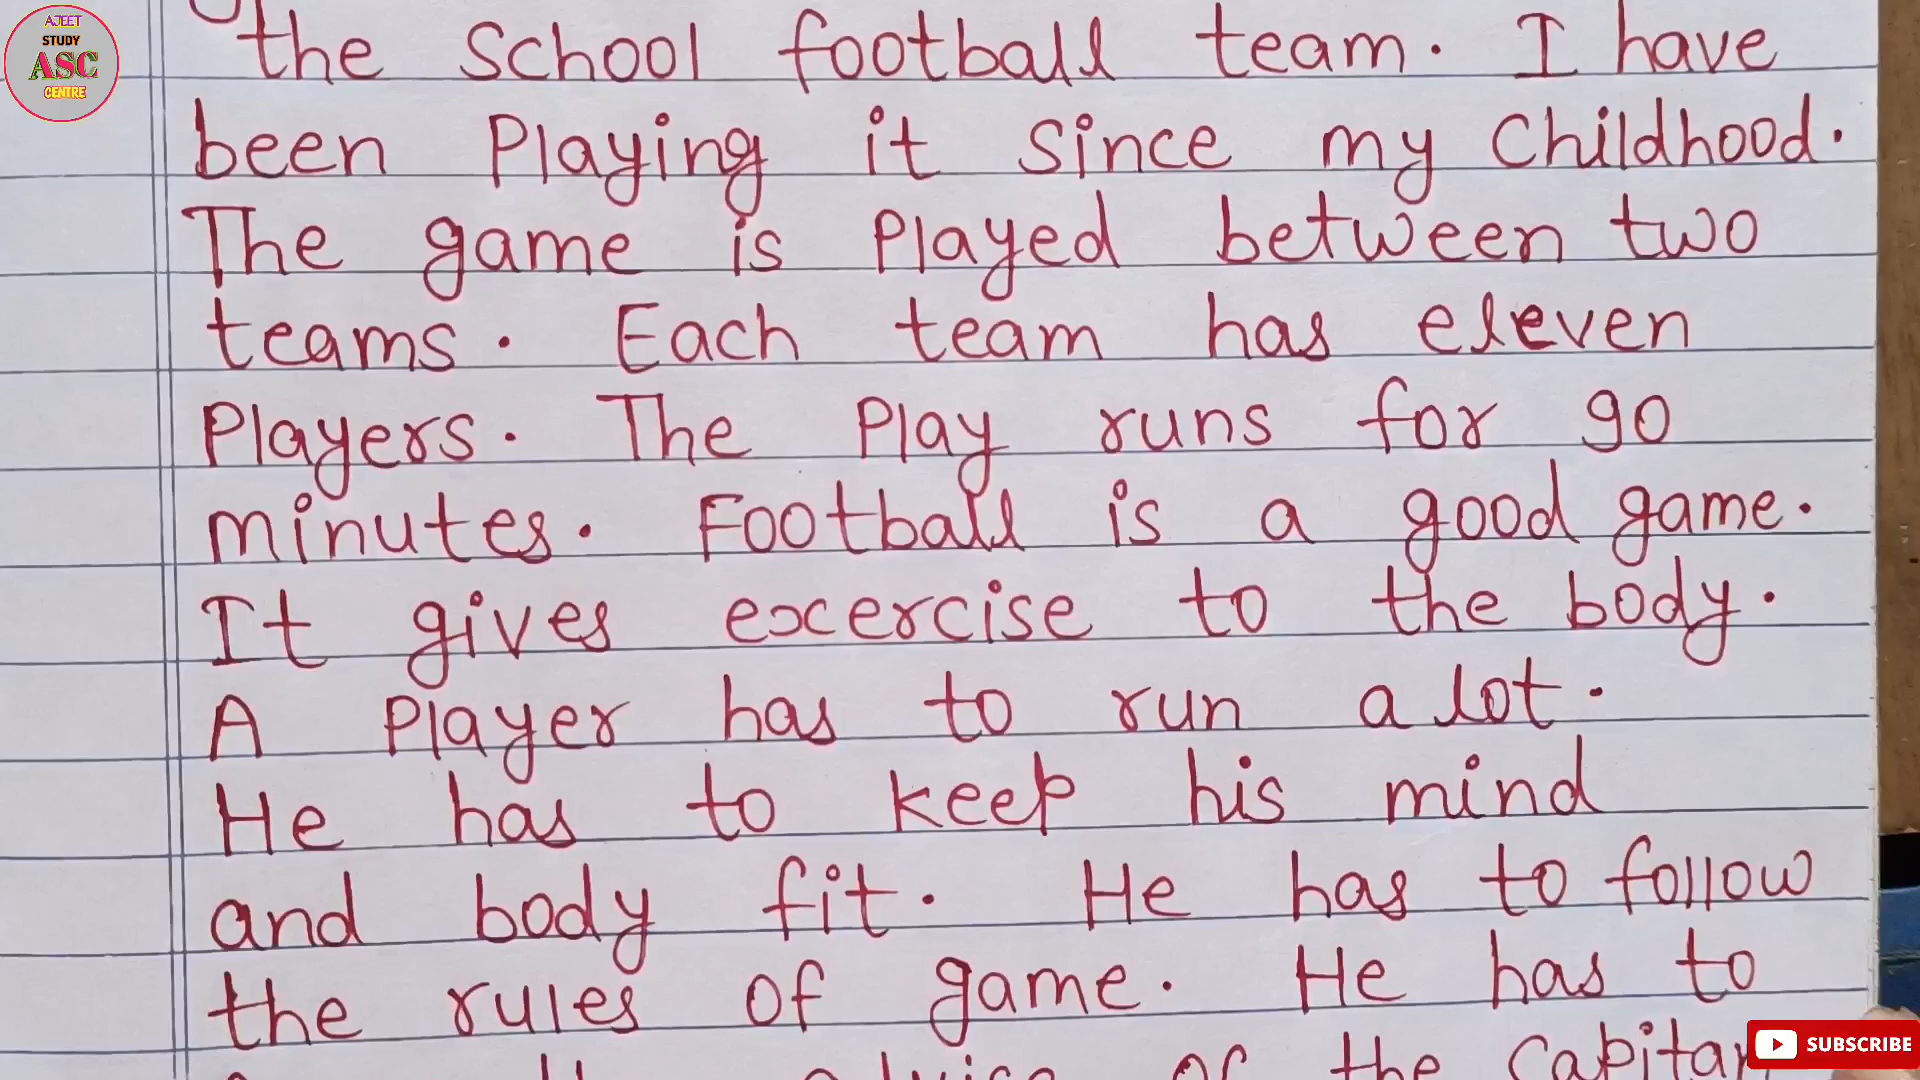 AJEET
STUDY
ASC
CENTRE
the School football team. I have
been Playing it since my Childhood.
The game is Played between two
teams. Each team has eleven
Players. The Play runs for 90
minutes. Football is a good game.
It gives excercise to the body.
A Player has to run a lot.
He has to keep his mind
and body fit. He has to follow
the rules of game. He has to
of the
SUBSCRIBE